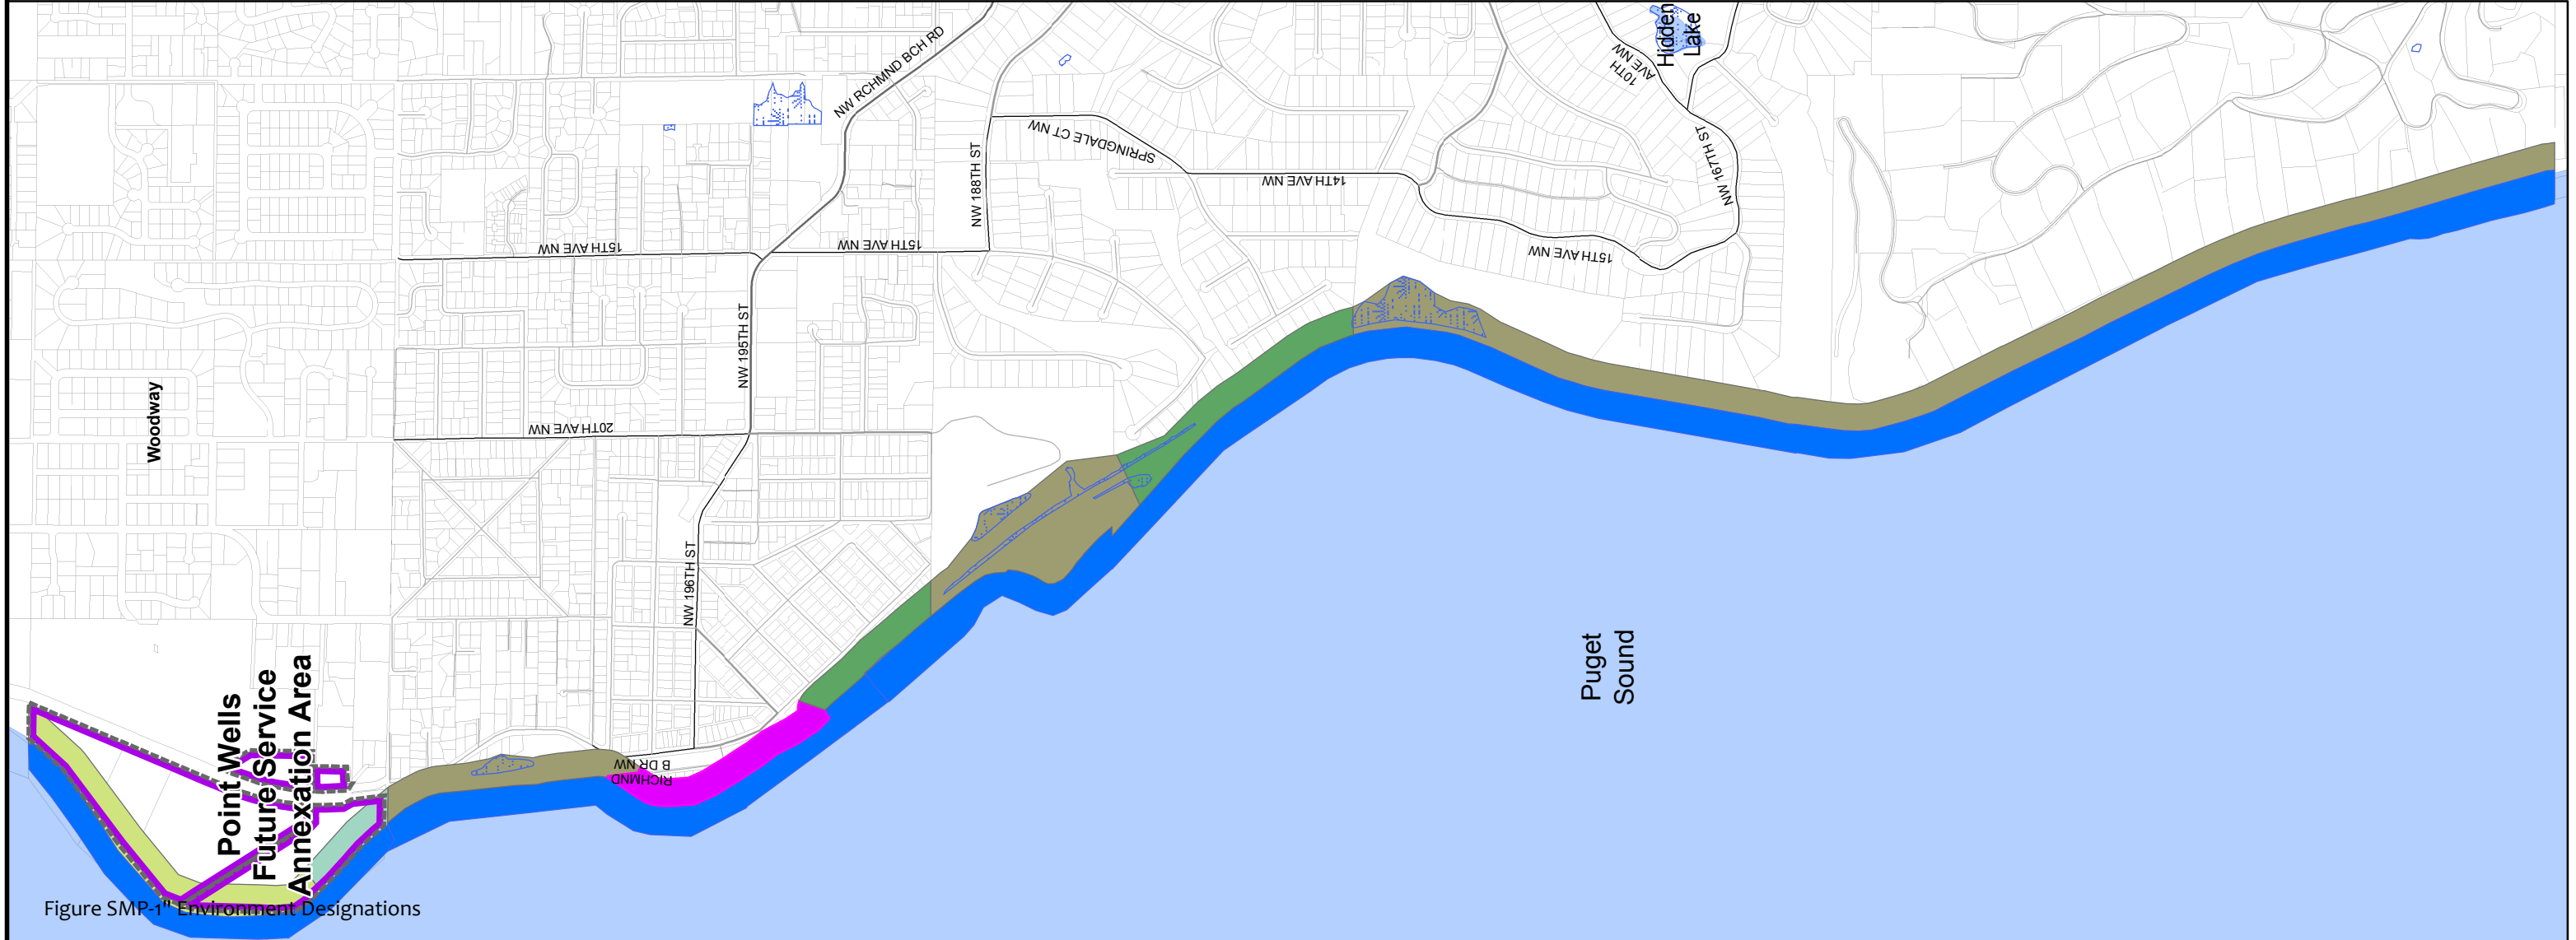 NW RCHMND BCH RD
Hidden
Lake
10TH
AVE NW
SPRINGDALE CT NW
NW 188TH ST
14TH AVE NW
NW 167TH ST
15TH AVE NW
15TH AVE NW
15TH AVE NW
NW 195TH ST
Woodway
20TH AVE NW
NW 196TH ST
Puget
Sound
Point Wells
Future Service
Annexation Area
RICHMND
B DR NW
Figure SMP-1" Environment Designations